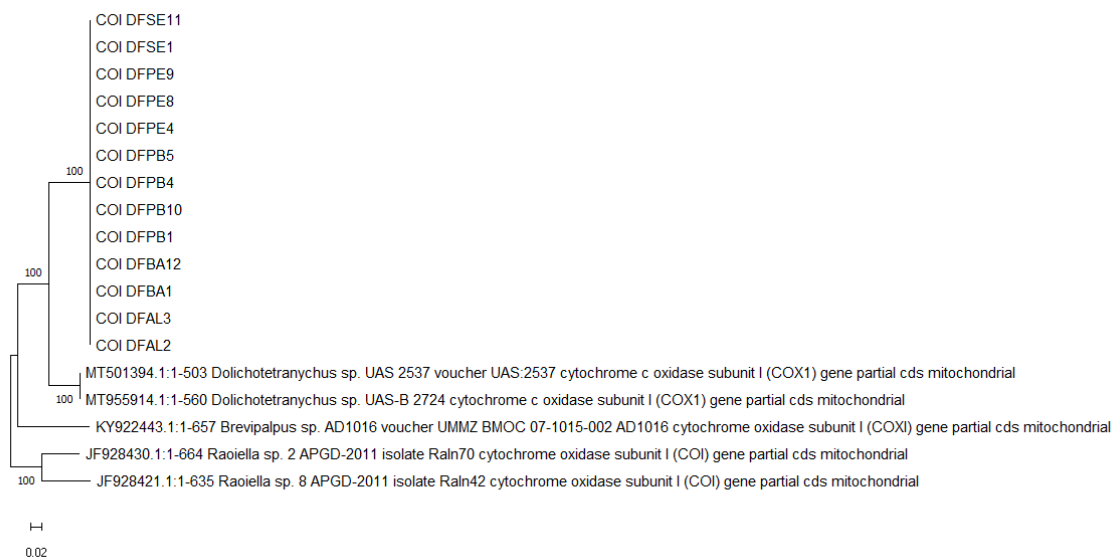 COI DFSE11
COI DFSE1
COI DFPE9
COI DFPE8
COI DFPE4
COI DFPB5
100
COI DFPB4
COI DFPB10
COI DFPB1
COI DFBA12
100
COI DFBA1
COI DFAL3
COI DFAL2
MT501394.1:1-503 Dolichotetranychus sp. UAS 2537 voucher UAS:2537 cytochrome c oxidase subunit I (COX1) gene partial cds mitochondrial
100
MT955914.1:1-560 Dolichotetranychus sp. UAS-B 2724 cytochrome c oxidase subunit I (COX1) gene partial cds mitochondrial
KY922443.1:1-657 Brevipalpus sp. AD1016 voucher UMMZ BMOC 07-1015-002 AD1016 cytochrome oxidase subunit I (COXI) gene partial cds mitochondrial
JF928430.1:1-664 Raoiella sp. 2 APGD-2011 isolate Raln70 cytochrome oxidase subunit I (COI) gene partial cds mitochondrial
100
JF928421.1:1-635 Raoiella sp. 8 APGD-2011 isolate Raln42 cytochrome oxidase subunit I (COI) gene partial cds mitochondrial
0.02